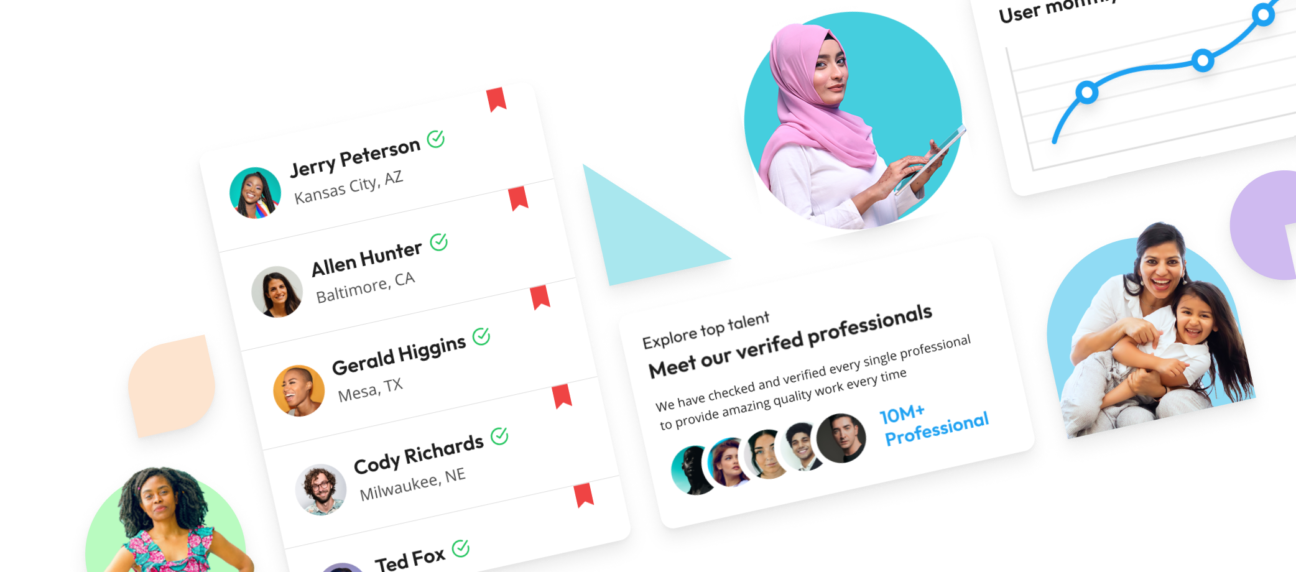 Jerry Peterson
Kansas City, AZ
Allen Hunter
Baltimore, CA
Gerald Higgins
Mesa, TX
Cody Richards
Milwaukee, NE
Ted Fox
Explore top talent
Meet our verifed professionals
We have checked and verified every single professional
to provide amazing quality work every time
10M+
Professional
User monthly